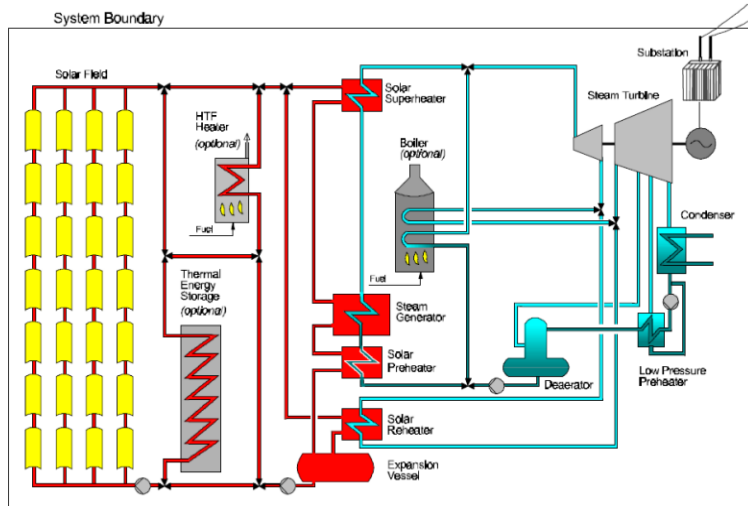 System Boundary
Substation
Solar Field
Solar
Superheater
Steam Turbine
HTF
Heater
(optional)
Boiler
(optional)
Fuel
Condenser
Thermal
Energy
Storage
(optional)
Fuel
Steam
Generator
Solar
Preheater
Deaerator
Low Pressure
Preheater
Solar
Reheater
Expansion
Vessel